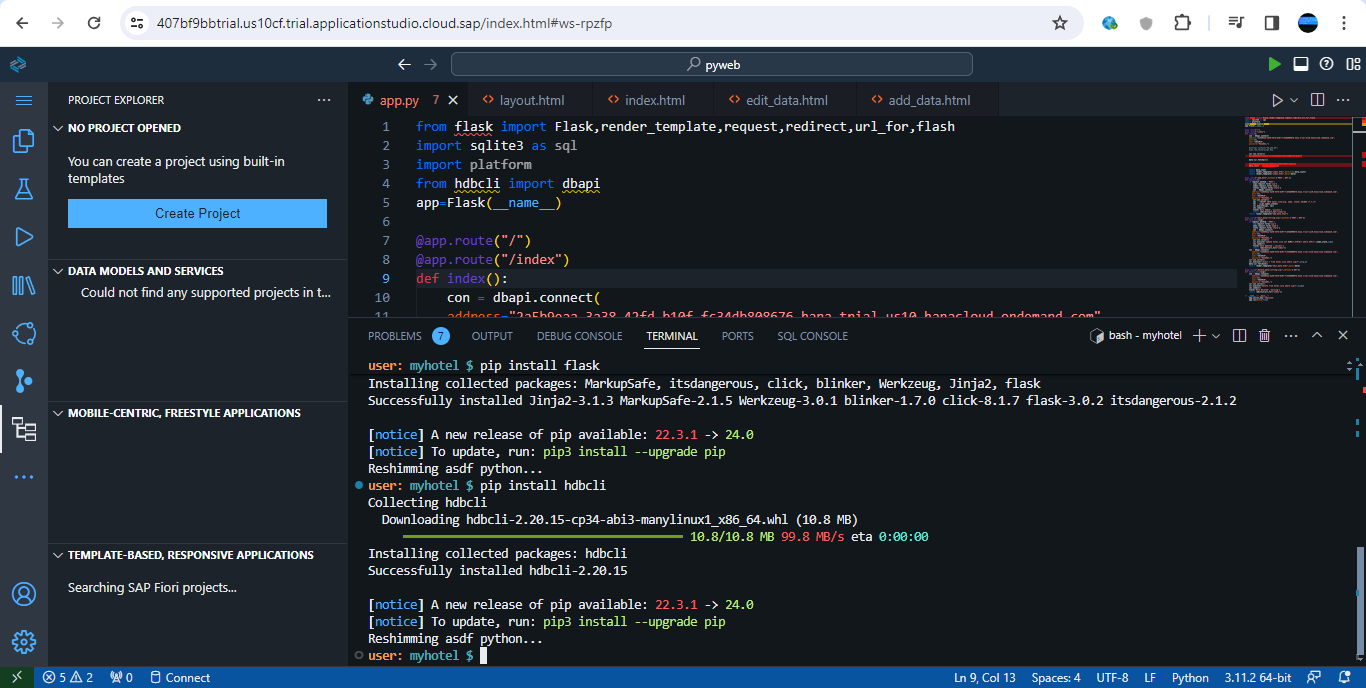 407bf9bbtrial.us10cf.trial.applicationstudio.cloud.sap/index.html#ws-rpzfp
pyweb
PROJECT EXPLORER
NO PROJECT OPENED
You can create a project using built-in
templates
Create Project
DATA MODELS AND SERVICES
Could not find any supported projects in t...
MOBILE-CENTRIC, FREESTYLE APPLICATIONS
TEMPLATE-BASED, RESPONSIVE APPLICATIONS
Searching SAP Fiori projects...
app.py 7 layout.html index.html edit_data.html add_data.html
1 from flask import Flask,render_template,request,redirect,url_for,flash
2 import sqlite3 as sql
3 import platform
4 from hdbcli import dbapi
5 app=Flask(__name__)
6
7 @app.route("/")
8 @app.route("/index")
9 def index():
10 con = dbapi.connect(
11
PROBLEMS 7 OUTPUT DEBUG CONSOLE TERMINAL PORTS SQL CONSOLE bash - myhotel
user: myhotel $ pip install flask
Installing collected packages: MarkupSafe, itsdangerous, click, blinker, Werkzeug, Jinja2, flask
Successfully installed Jinja2-3.1.3 MarkupSafe-2.1.5 Werkzeug-3.0.1 blinker-1.7.0 click-8.1.7 flask-3.0.2 itsdangerous-2.1.2
[notice] A new release of pip available: 22.3.1 -> 24.0
[notice] To update, run: pip3 install --upgrade pip
Reshimming asdf python...
user: myhotel $ pip install hdbcli
Collecting hdbcli
Downloading hdbcli-2.20.15-cp34-abi3-manylinux1_x86_64.whl (10.8 MB)
10.8/10.8 MB 99.8 MB/s eta 0:00:00
Installing collected packages: hdbcli
Successfully installed hdbcli-2.20.15
[notice] A new release of pip available: 22.3.1 -> 24.0
[notice] To update, run: pip3 install --upgrade pip
Reshimming asdf python...
user: myhotel $
5 2 0 Connect Ln 9, Col 13 Spaces: 4 UTF-8 LF Python 3.11.2 64-bit